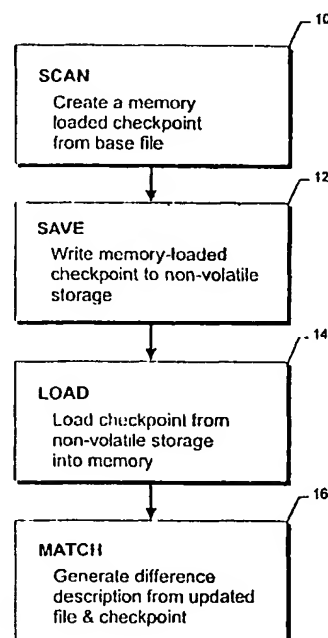 10
SCAN
Create a memory
loaded checkpoint
from base file
12
SAVE
Write memory-loaded
checkpoint to non-volatile
storage
14
LOAD
Load checkpoint from
non-volatile storage
into memory
16
MATCH
Generate difference
description from updated
file & checkpoint